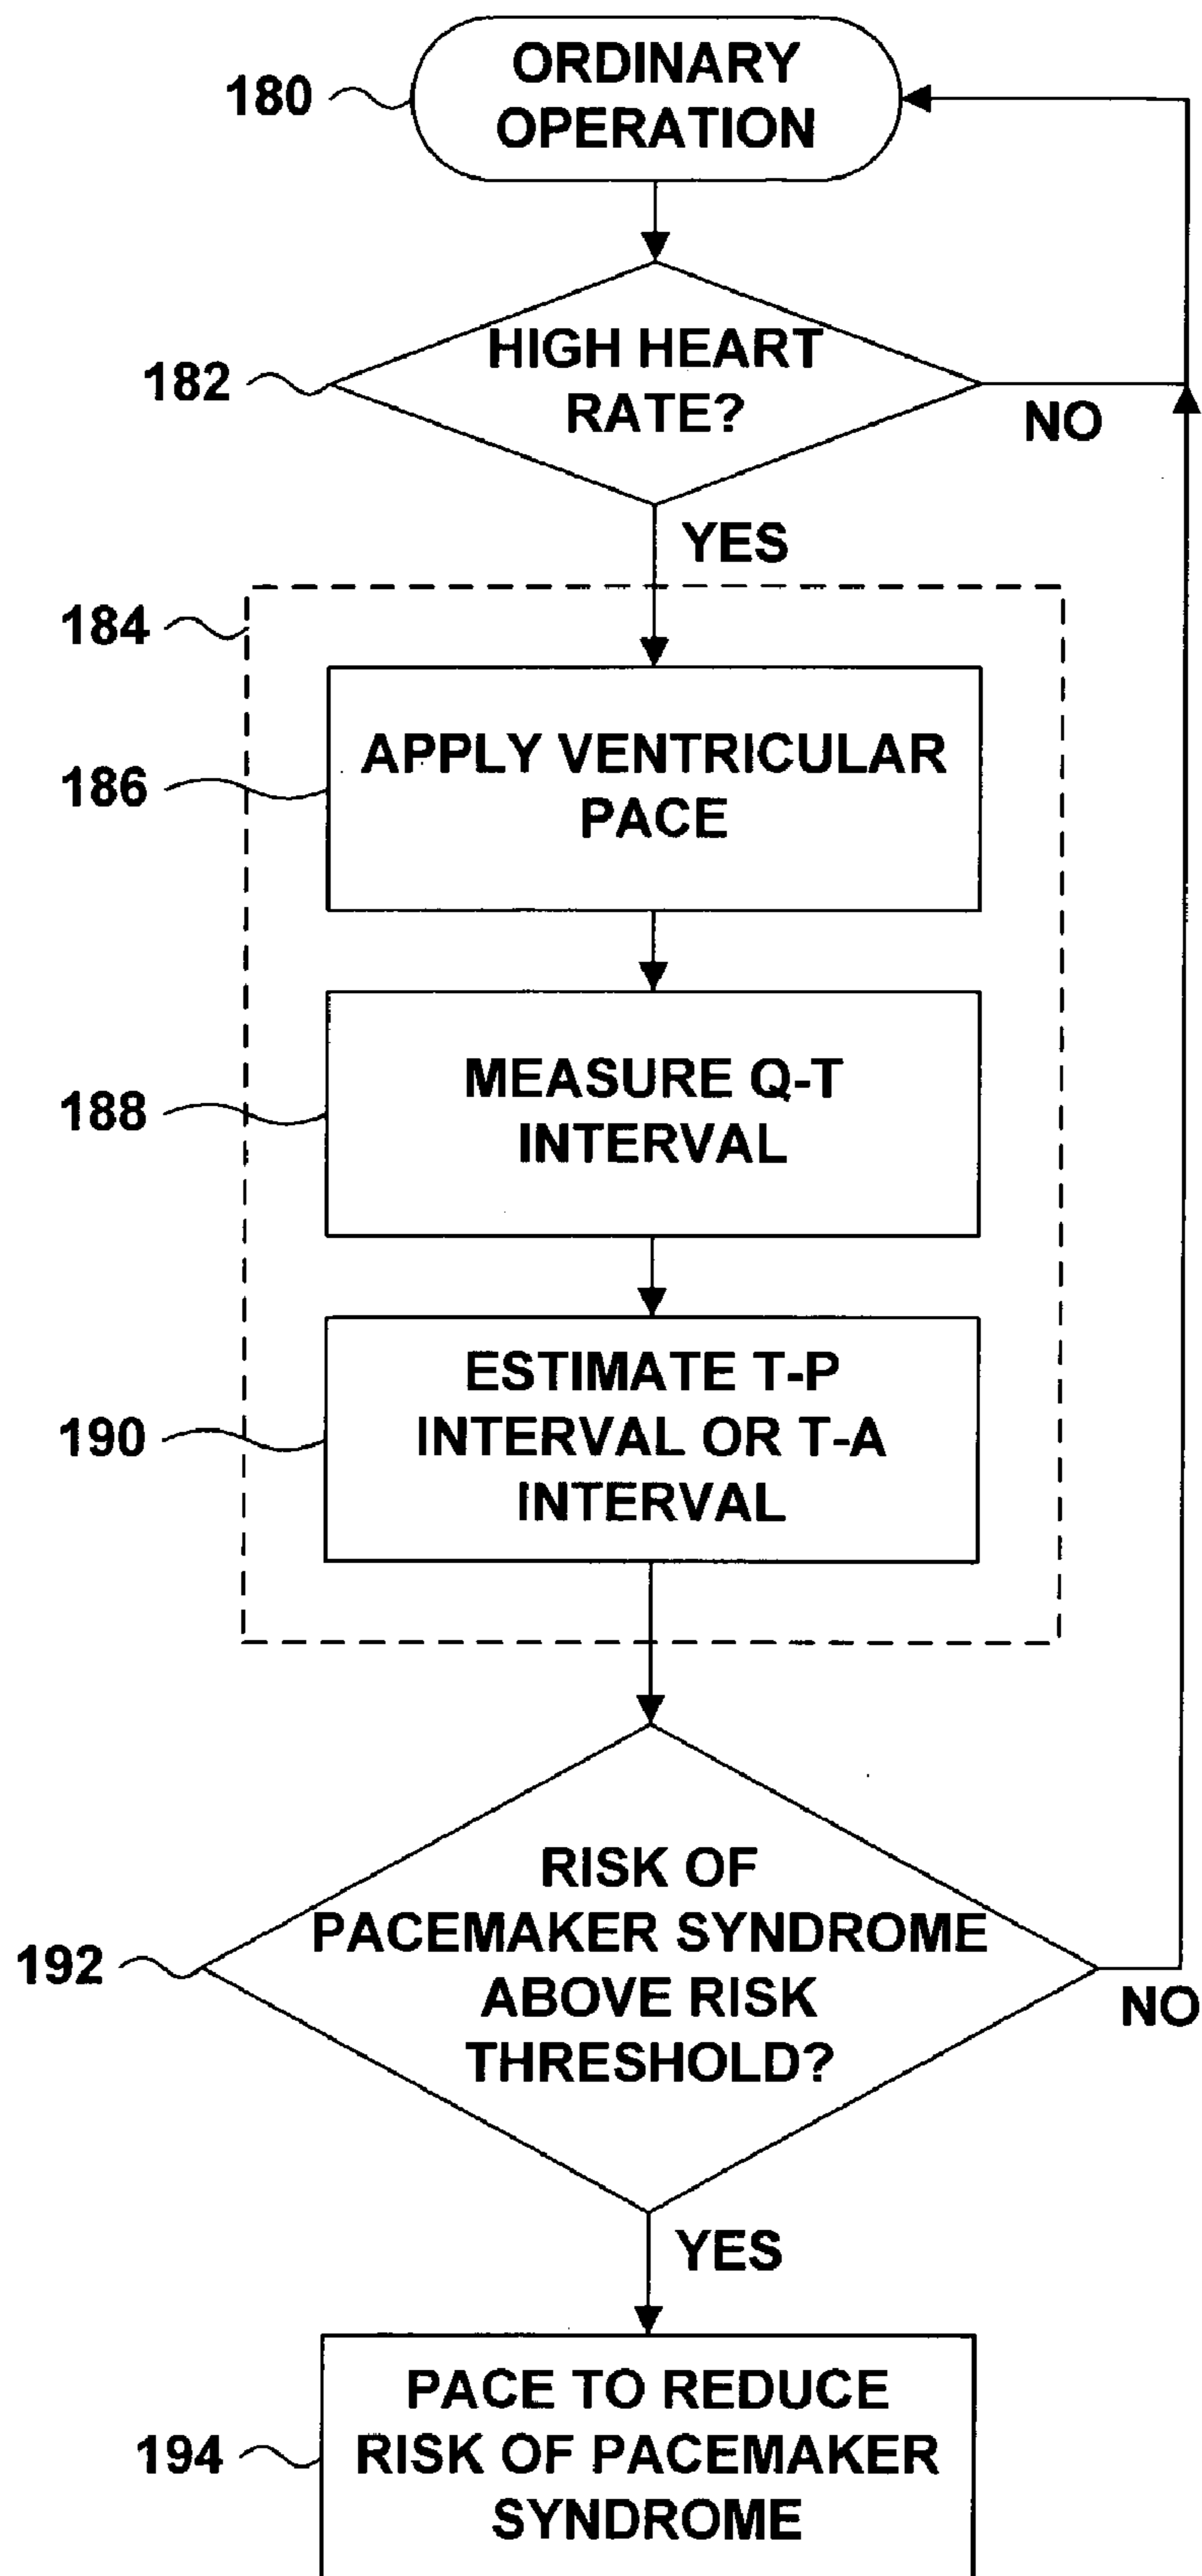 180
ORDINARY
OPERATION
182
HIGH HEART
RATE?
NO
YES
184
186
APPLY VENTRICULAR
PACE
188
MEASURE Q-T
INTERVAL
190
ESTIMATE T-P
INTERVAL OR T-A
INTERVAL
192
RISK OF
PACEMAKER SYNDROME
ABOVE RISK
THRESHOLD?
NO
YES
194
PACE TO REDUCE
RISK OF PACEMAKER
SYNDROME